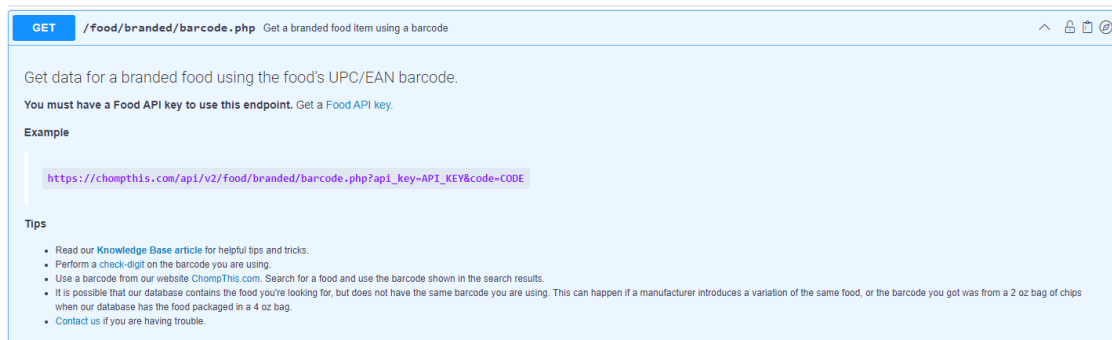 GET /food/branded/barcode.php Get a branded food item using a barcode
Get data for a branded food using the food's UPC/EAN barcode.
You must have a Food API key to use this endpoint. Get a Food API key.
Example
https://chompthis.com/api/v2/food/branded/barcode.php?api_key=API_KEY&code=CODE
Tips
• Read our Knowledge Base article for helpful tips and tricks.
• Perform a check-digit on the barcode you are using.
• Use a barcode from our website ChompThis.com. Search for a food and use the barcode shown in the search results.
• It is possible that our database contains the food you're looking for, but does not have the same barcode you are using. This can happen if a manufacturer introduces a variation of the same food, or the barcode you got was from a 2 oz bag of chips
when our database has the food packaged in a 4 oz bag.
• Contact us if you are having trouble.